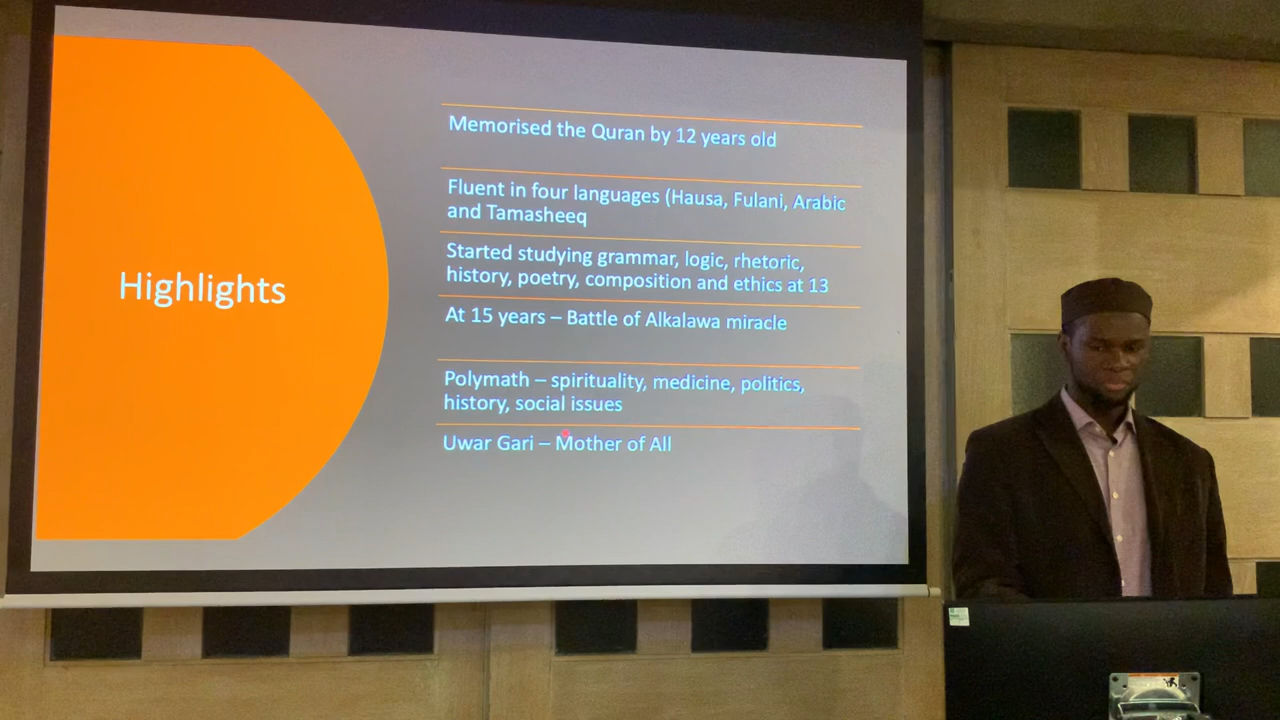 Highlights
Memorised the Quran by 12 years old
Fluent in four languages (Hausa, Fulani, Arabic
and Tamasheeq
Started studying grammar, logic, rhetoric,
history, poetry, composition and ethics at 13
At 15 years – Battle of Alkalawa miracle
Polymath – spirituality, medicine, politics,
history, social issues
Uwar Gari – Mother of All